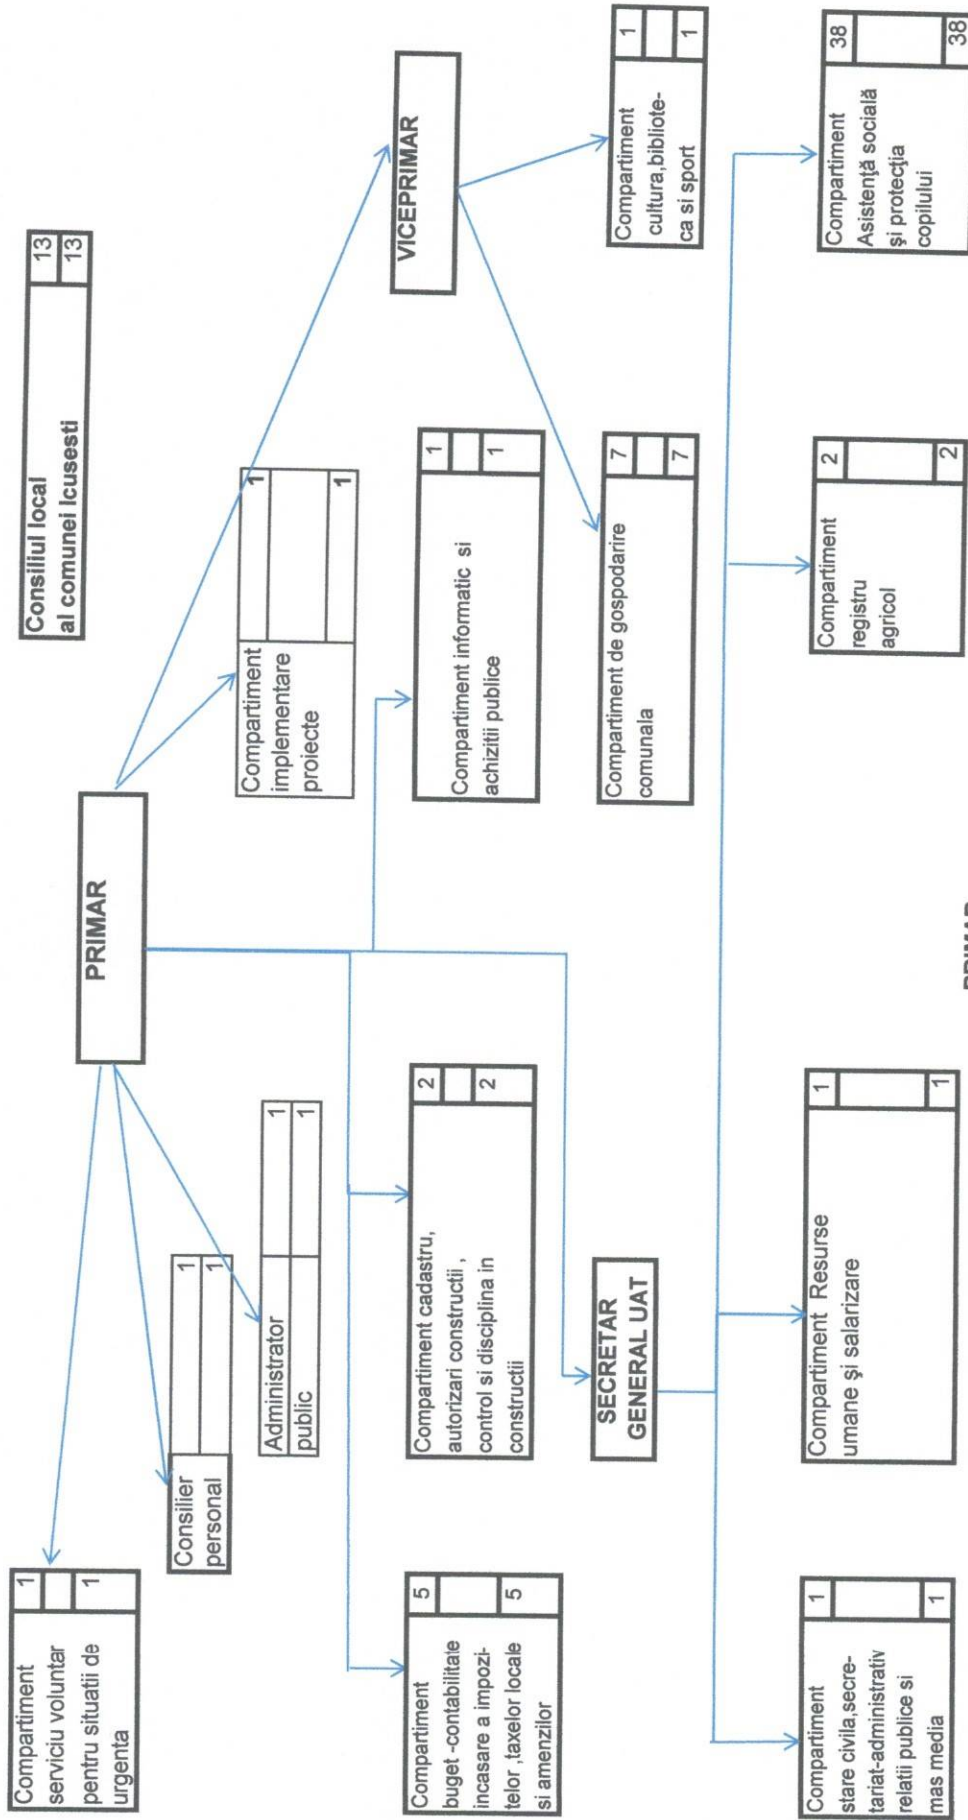 Consiliul local
al comunei Icusesti
13
13
PRIMAR
Compartiment
serviciu voluntar
pentru situatii de
urgenta
1
1
Consilier
personal
1
1
Administrator
public
1
1
Compartiment
implementare
proiecte
1
1
VICEPRIMAR
Compartiment
buget -contabilitate
incasare a impozi-
telor ,taxelor locale
si amenzilor
5
5
Compartiment cadastru,
autorizari constructii ,
control si disciplina in
constructii
2
2
Compartiment informatic si
achizitii publice
1
1
SECRETAR
GENERAL UAT
Compartiment de gospodarire
comunala
7
7
Compartiment
cultura,bibliote-
ca si sport
1
1
Compartiment
stare civila,secre-
tariat-administrativ
relatii publice si
mas media
1
1
Compartiment Resurse
umane şi salarizare
1
1
Compartiment
registru
agricol
2
2
Compartiment
Asistenţă socială
şi protecţia
copilului
38
38
PRIMAR